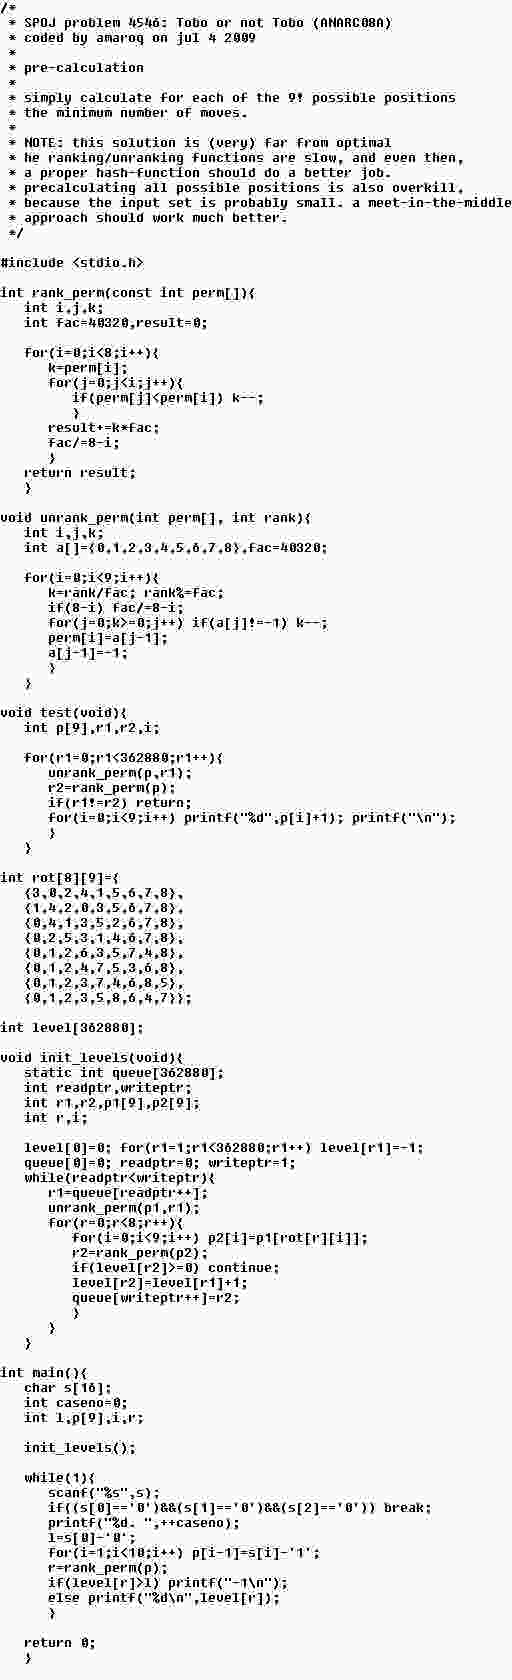 /*
 * SPOJ problem 4546: Tobo or not Tobo (ANARC08A)
 * coded by amaroq on jul 4 2009
 *
 * pre-calculation
 *
 * simply calculate for each of the 9! possible positions
 * the minimum number of moves.
 *
 * NOTE: this solution is (very) far from optimal
 * he ranking/unranking functions are slow, and even then,
 * a proper hash-function should do a better job.
 * precalculating all possible positions is also overkill,
 * because the input set is probably small. a meet-in-the-middle
 * approach should work much better.
 */

#include <stdio.h>

int rank_perm(const int perm[]){
   int i,j,k;
   int fac=40320,result=0;

   for(i=0;i<8;i++){
      k=perm[i];
      for(j=0;j<i;j++){
         if(perm[j]<perm[i]) k--;
         }
      result+=k*fac;
      fac/=8-i;
      }
   return result;
   }

void unrank_perm(int perm[], int rank){
   int i,j,k;
   int a[]={0,1,2,3,4,5,6,7,8},fac=40320;

   for(i=0;i<9;i++){
      k=rank/fac; rank%=fac;
      if(8-i) fac/=8-i;
      for(j=0;k>=0;j++) if(a[j]!=-1) k--;
      perm[i]=a[j-1];
      a[j-1]=-1;
      }
   }

void test(void){
   int p[9],r1,r2,i;

   for(r1=0;r1<362880;r1++){
      unrank_perm(p,r1);
      r2=rank_perm(p);
      if(r1!=r2) return;
      for(i=0;i<9;i++) printf("%d",p[i]+1); printf("\n");
      }
   }

int rot[8][9]={
   {3,0,2,4,1,5,6,7,8},
   {1,4,2,0,3,5,6,7,8},
   {0,4,1,3,5,2,6,7,8},
   {0,2,5,3,1,4,6,7,8},
   {0,1,2,6,3,5,7,4,8},
   {0,1,2,4,7,5,3,6,8},
   {0,1,2,3,7,4,6,8,5},
   {0,1,2,3,5,8,6,4,7}};

int level[362880];

void init_levels(void){
   static int queue[362880];
   int readptr,writeptr;
   int r1,r2,p1[9],p2[9];
   int r,i;

   level[0]=0; for(r1=1;r1<362880;r1++) level[r1]=-1;
   queue[0]=0; readptr=0; writeptr=1;
   while(readptr<writeptr){
      r1=queue[readptr++];
      unrank_perm(p1,r1);
      for(r=0;r<8;r++){
         for(i=0;i<9;i++) p2[i]=p1[rot[r][i]];
         r2=rank_perm(p2);
         if(level[r2]>=0) continue;
         level[r2]=level[r1]+1;
         queue[writeptr++]=r2;
         }
      }
   }

int main(){
   char s[16];
   int caseno=0;
   int l,p[9],i,r;

   init_levels();

   while(1){
      scanf("%s",s);
      if((s[0]=='0')&&(s[1]=='0')&&(s[2]=='0')) break;
      printf("%d. ",++caseno);
      l=s[0]-'0';
      for(i=1;i<10;i++) p[i-1]=s[i]-'1';
      r=rank_perm(p);
      if(level[r]>l) printf("-1\n");
      else printf("%d\n",level[r]);
      }

   return 0;
   }